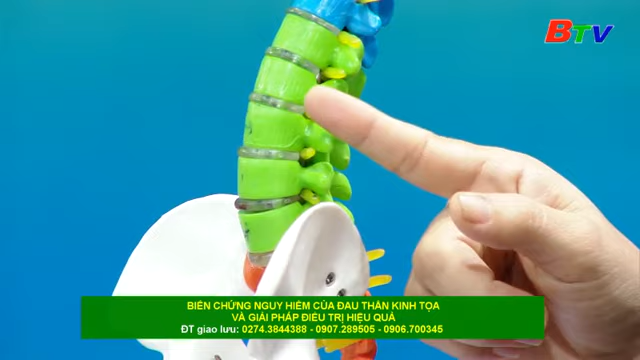 BTV
BIẾN CHỨNG NGUY HIỂM CỦA ĐAU THẦN KINH TỌA
VÀ GIẢI PHÁP ĐIỀU TRỊ HIỆU QUẢ
ĐT giao lưu: 0274.3844388 - 0907.289505 - 0906.700345